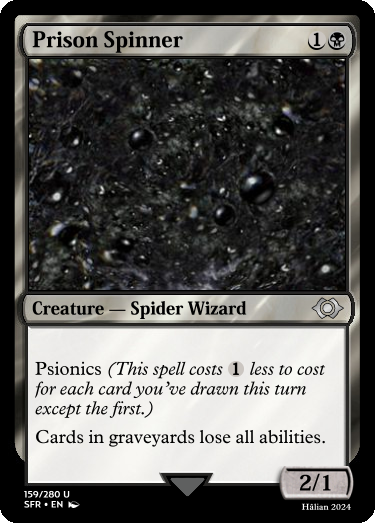 Prison Spinner 1
Creature — Spider Wizard
Psionics (This spell costs 1 less to cost
for each card you've drawn this turn
except the first.)
Cards in graveyards lose all abilities.
2/1
159/280 U
SFR • EN
Hālian 2024